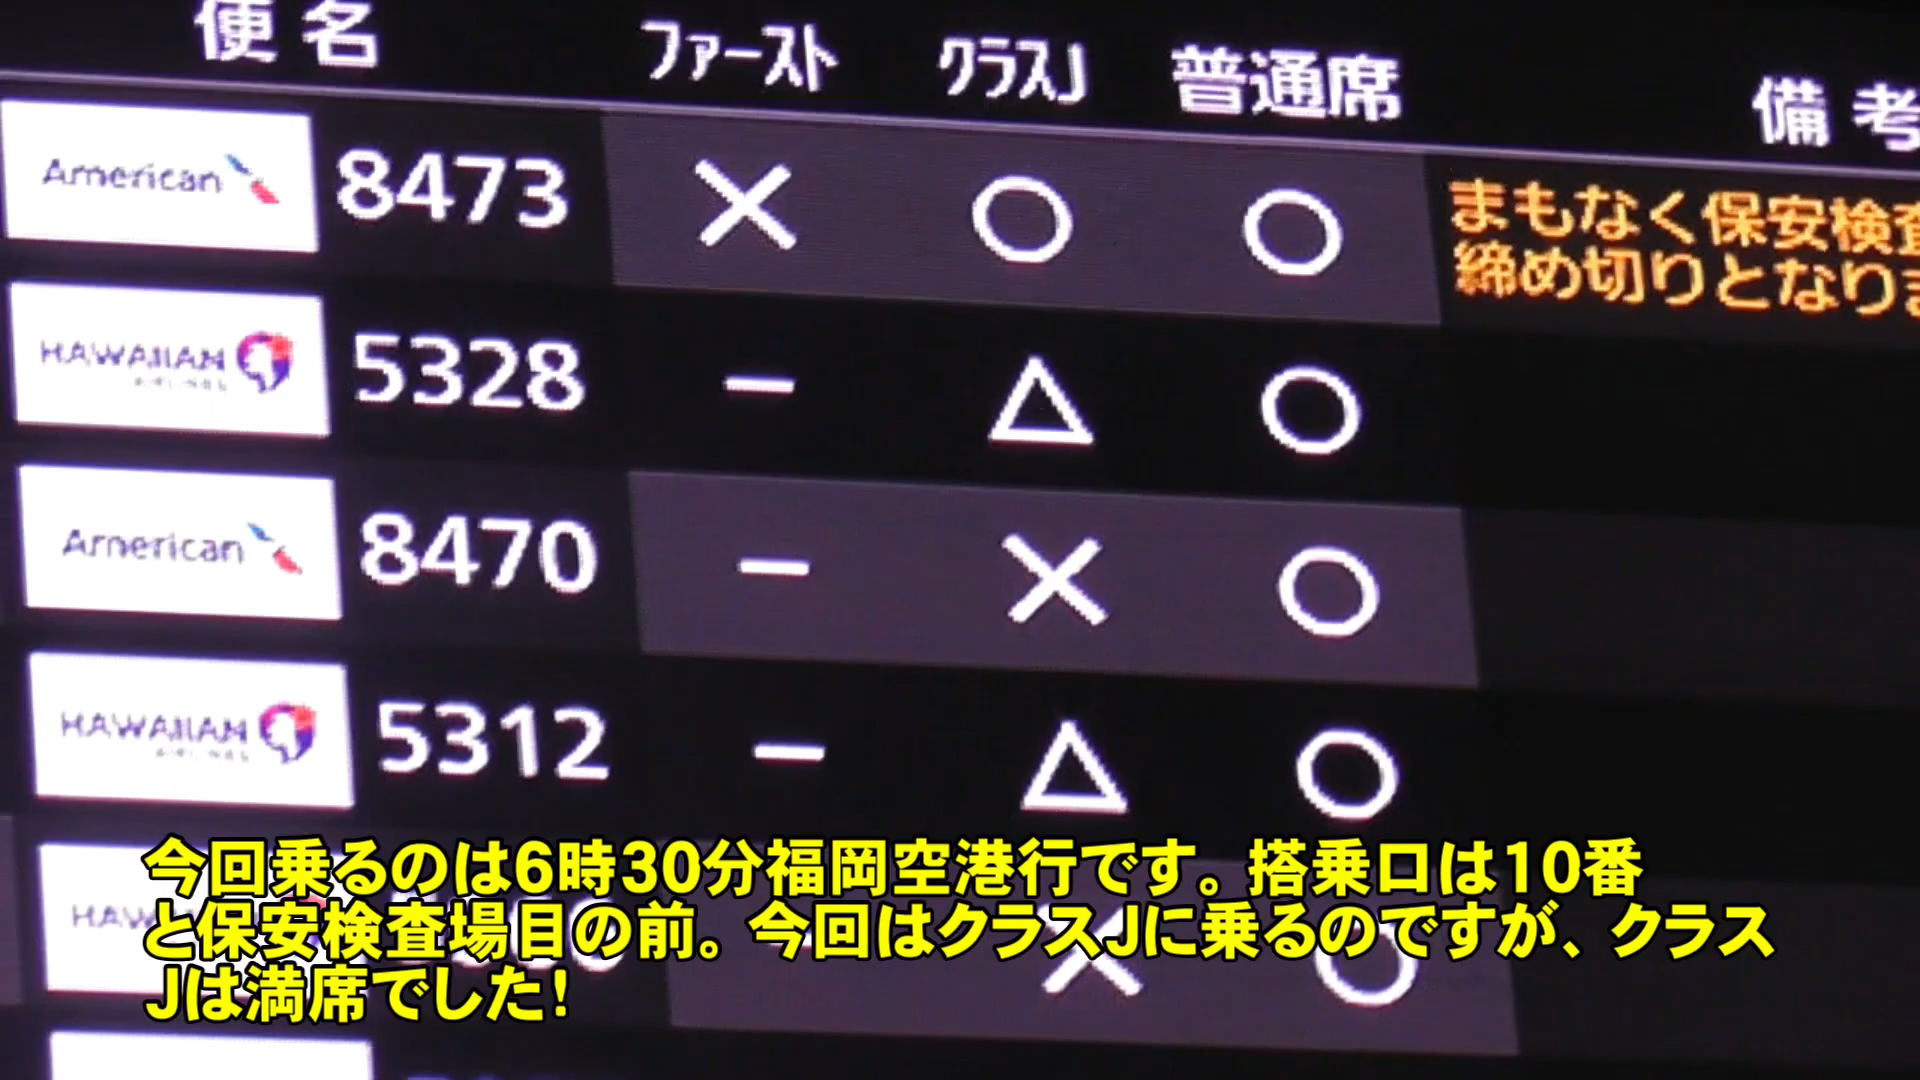 便名 ファースト クラスJ 普通席 備考
American 8473 × ○ ○ まもなく保安検査
締め切りとなりま
HAWAIIAN 5328 － △ ○
AIRLINES
American 8470 － × ○
HAWAIIAN 5312 － △ ○
AIRLINES
× ○
今回乗るのは6時30分福岡空港行です。搭乗口は10番
と保安検査場目の前。今回はクラスJに乗るのですが、クラス
Jは満席でした!